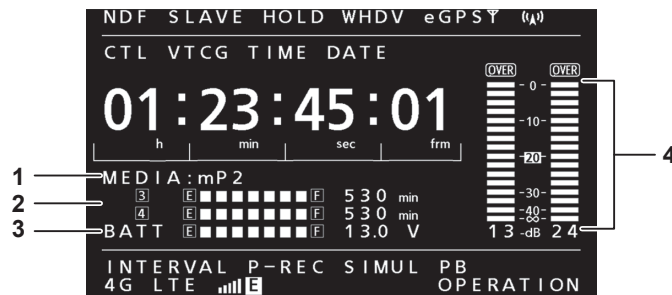 NDF SLAVE HOLD WHDV eGPS
CTL VTCG TIME DATE
OVER OVER
01:23:45:01
h min sec frm
0
-10-
-20-
-30-
-40-
-∞-
13 -dB 24
4
1 MEDIA:mP2
2
3 E F 530 min
4 E F 530 min
3 BATT E F 13.0 V
INTERVAL P-REC SIMUL PB
4G LTE E OPERATION